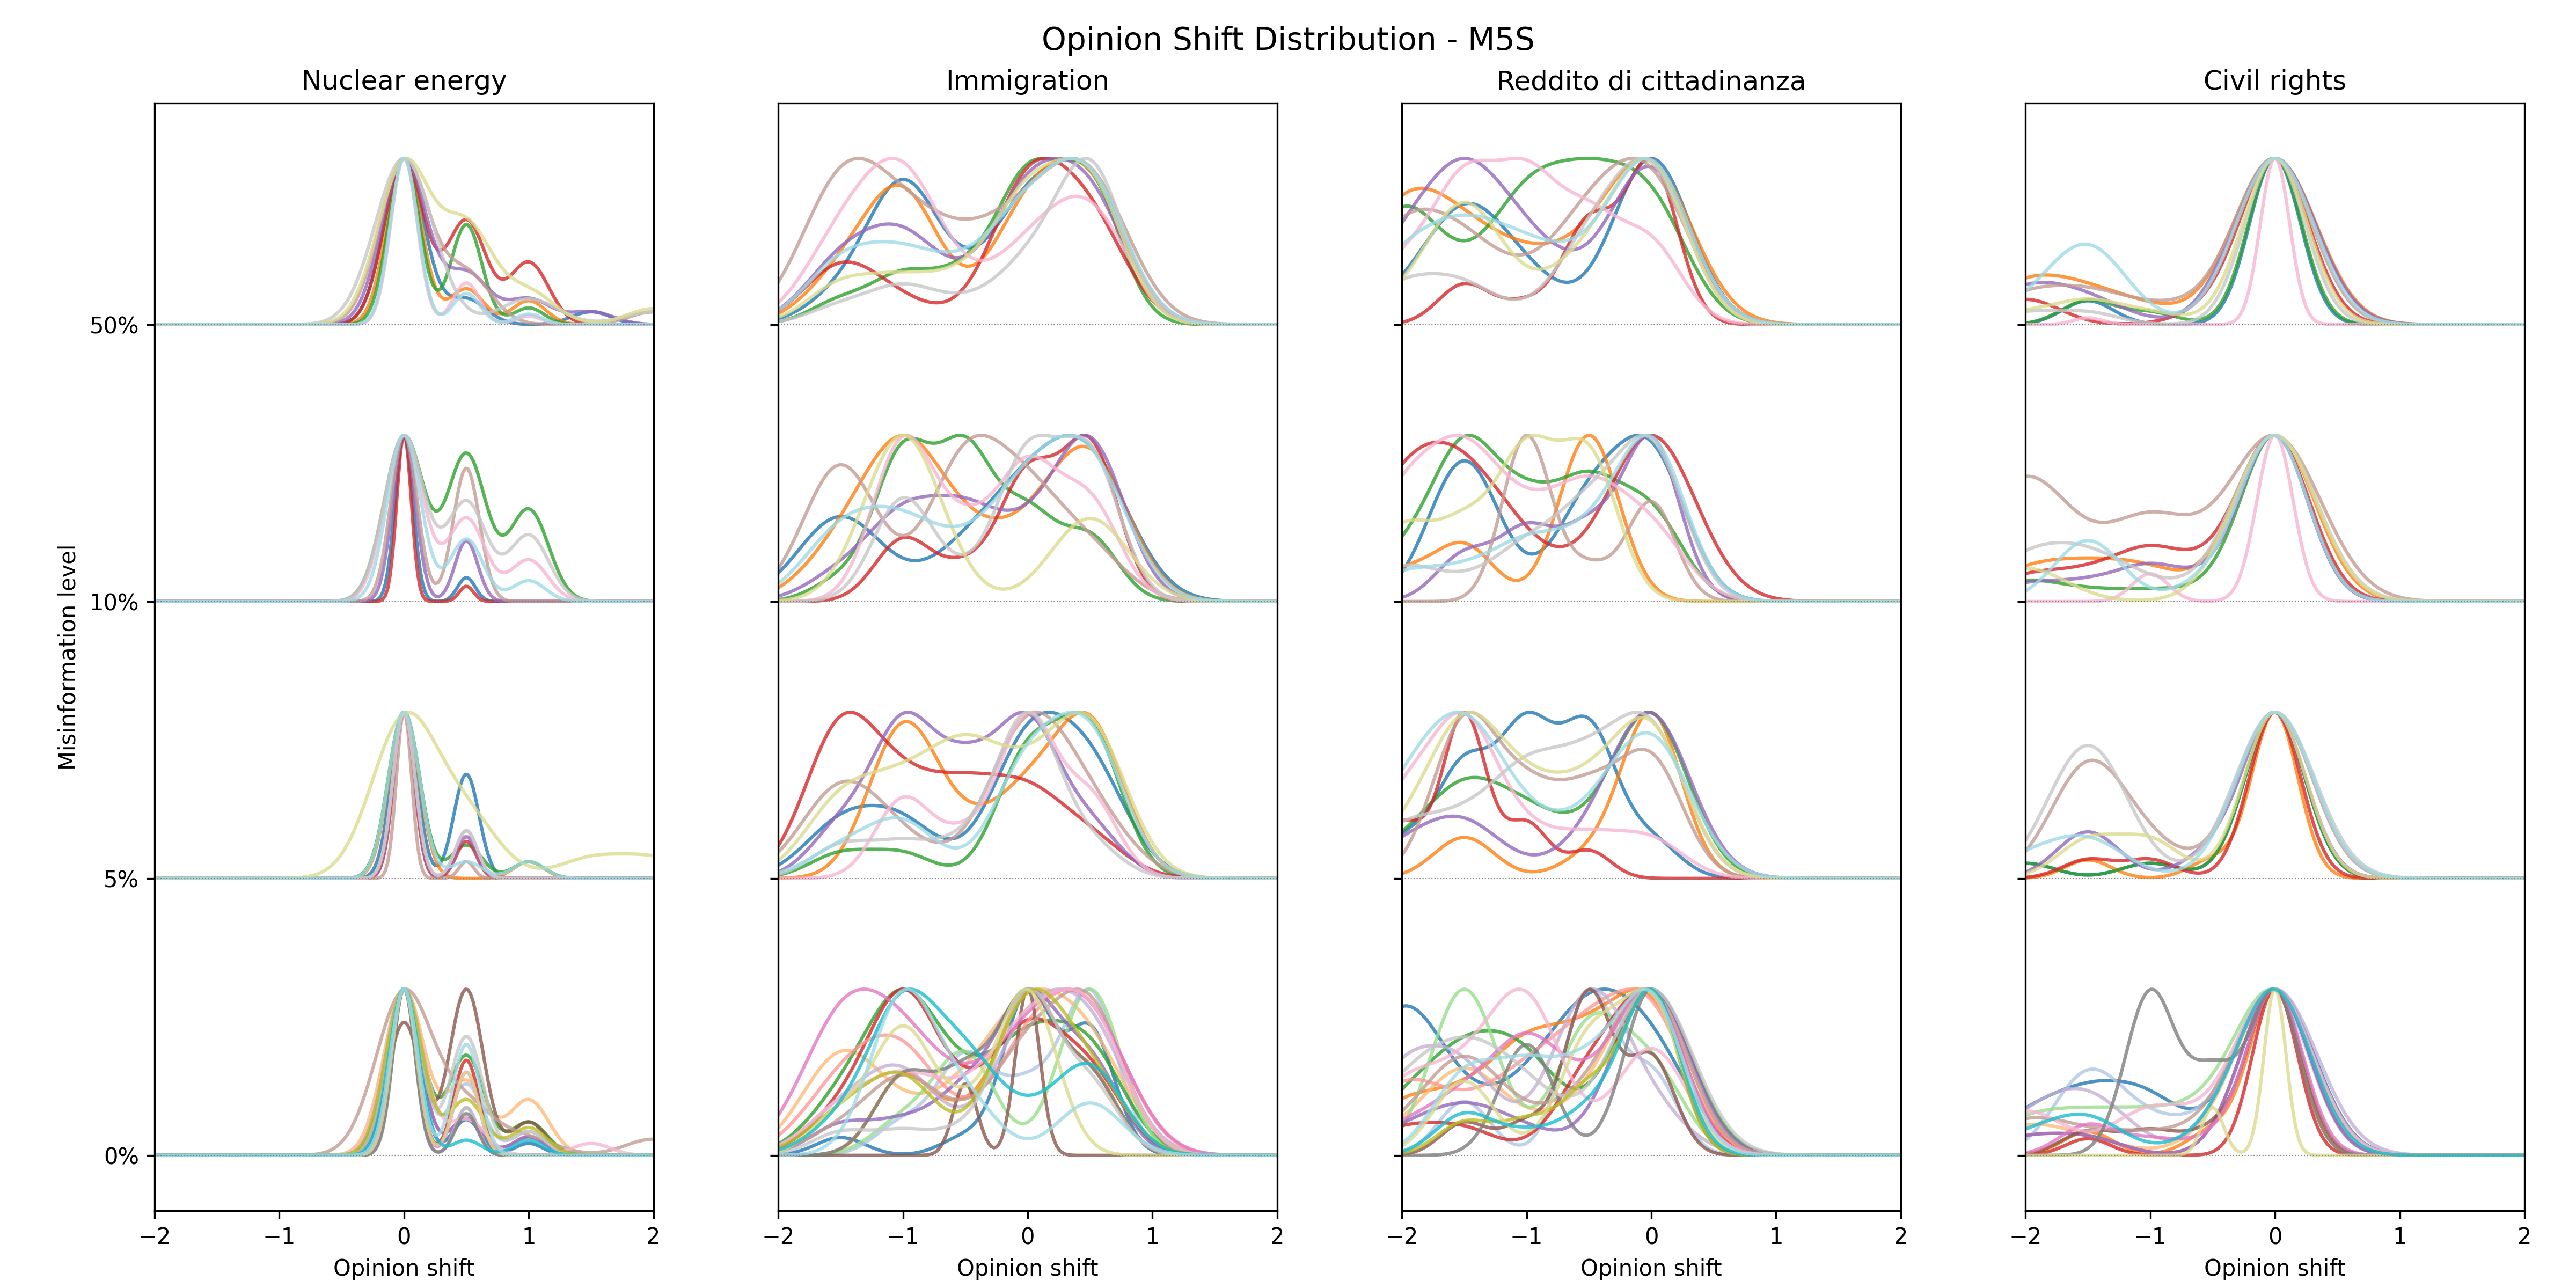 Opinion Shift Distribution - M5S
Nuclear energy
Immigration
Reddito di cittadinanza
Civil rights
Misinformation level
50%
10%
5%
0%
−2 −1 0 1 2
−2 −1 0 1 2
−2 −1 0 1 2
−2 −1 0 1 2
Opinion shift
Opinion shift
Opinion shift
Opinion shift